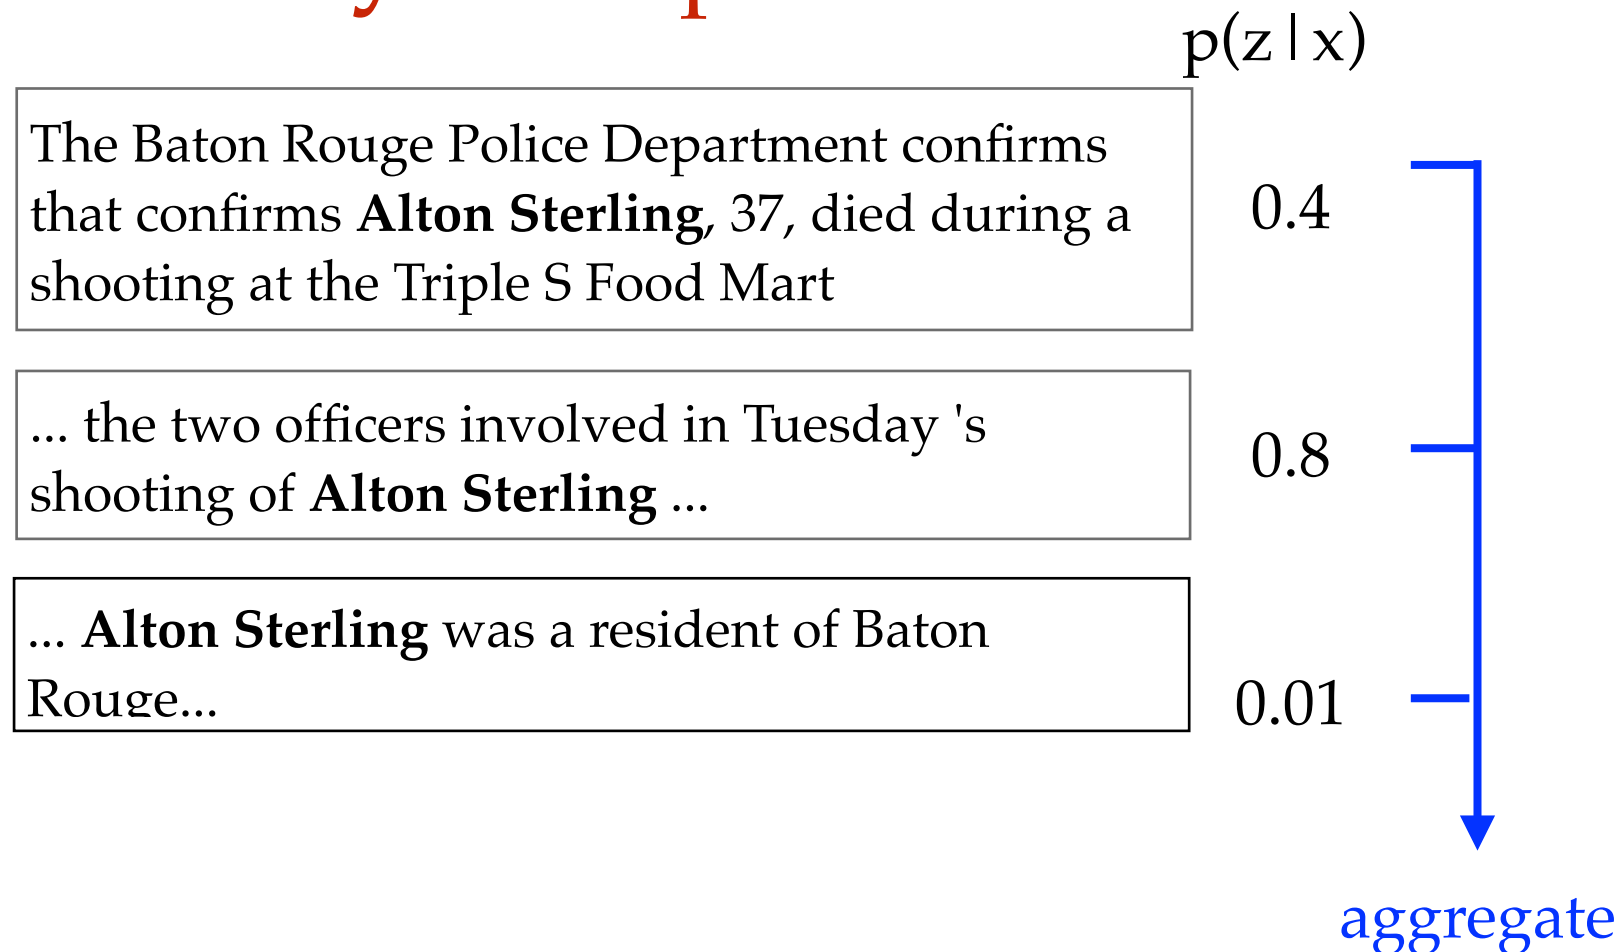 p(z|x)
The Baton Rouge Police Department confirms
that confirms Alton Sterling, 37, died during a
shooting at the Triple S Food Mart
0.4
... the two officers involved in Tuesday 's
shooting of Alton Sterling ...
0.8
... Alton Sterling was a resident of Baton
Rouge...
0.01
aggregate